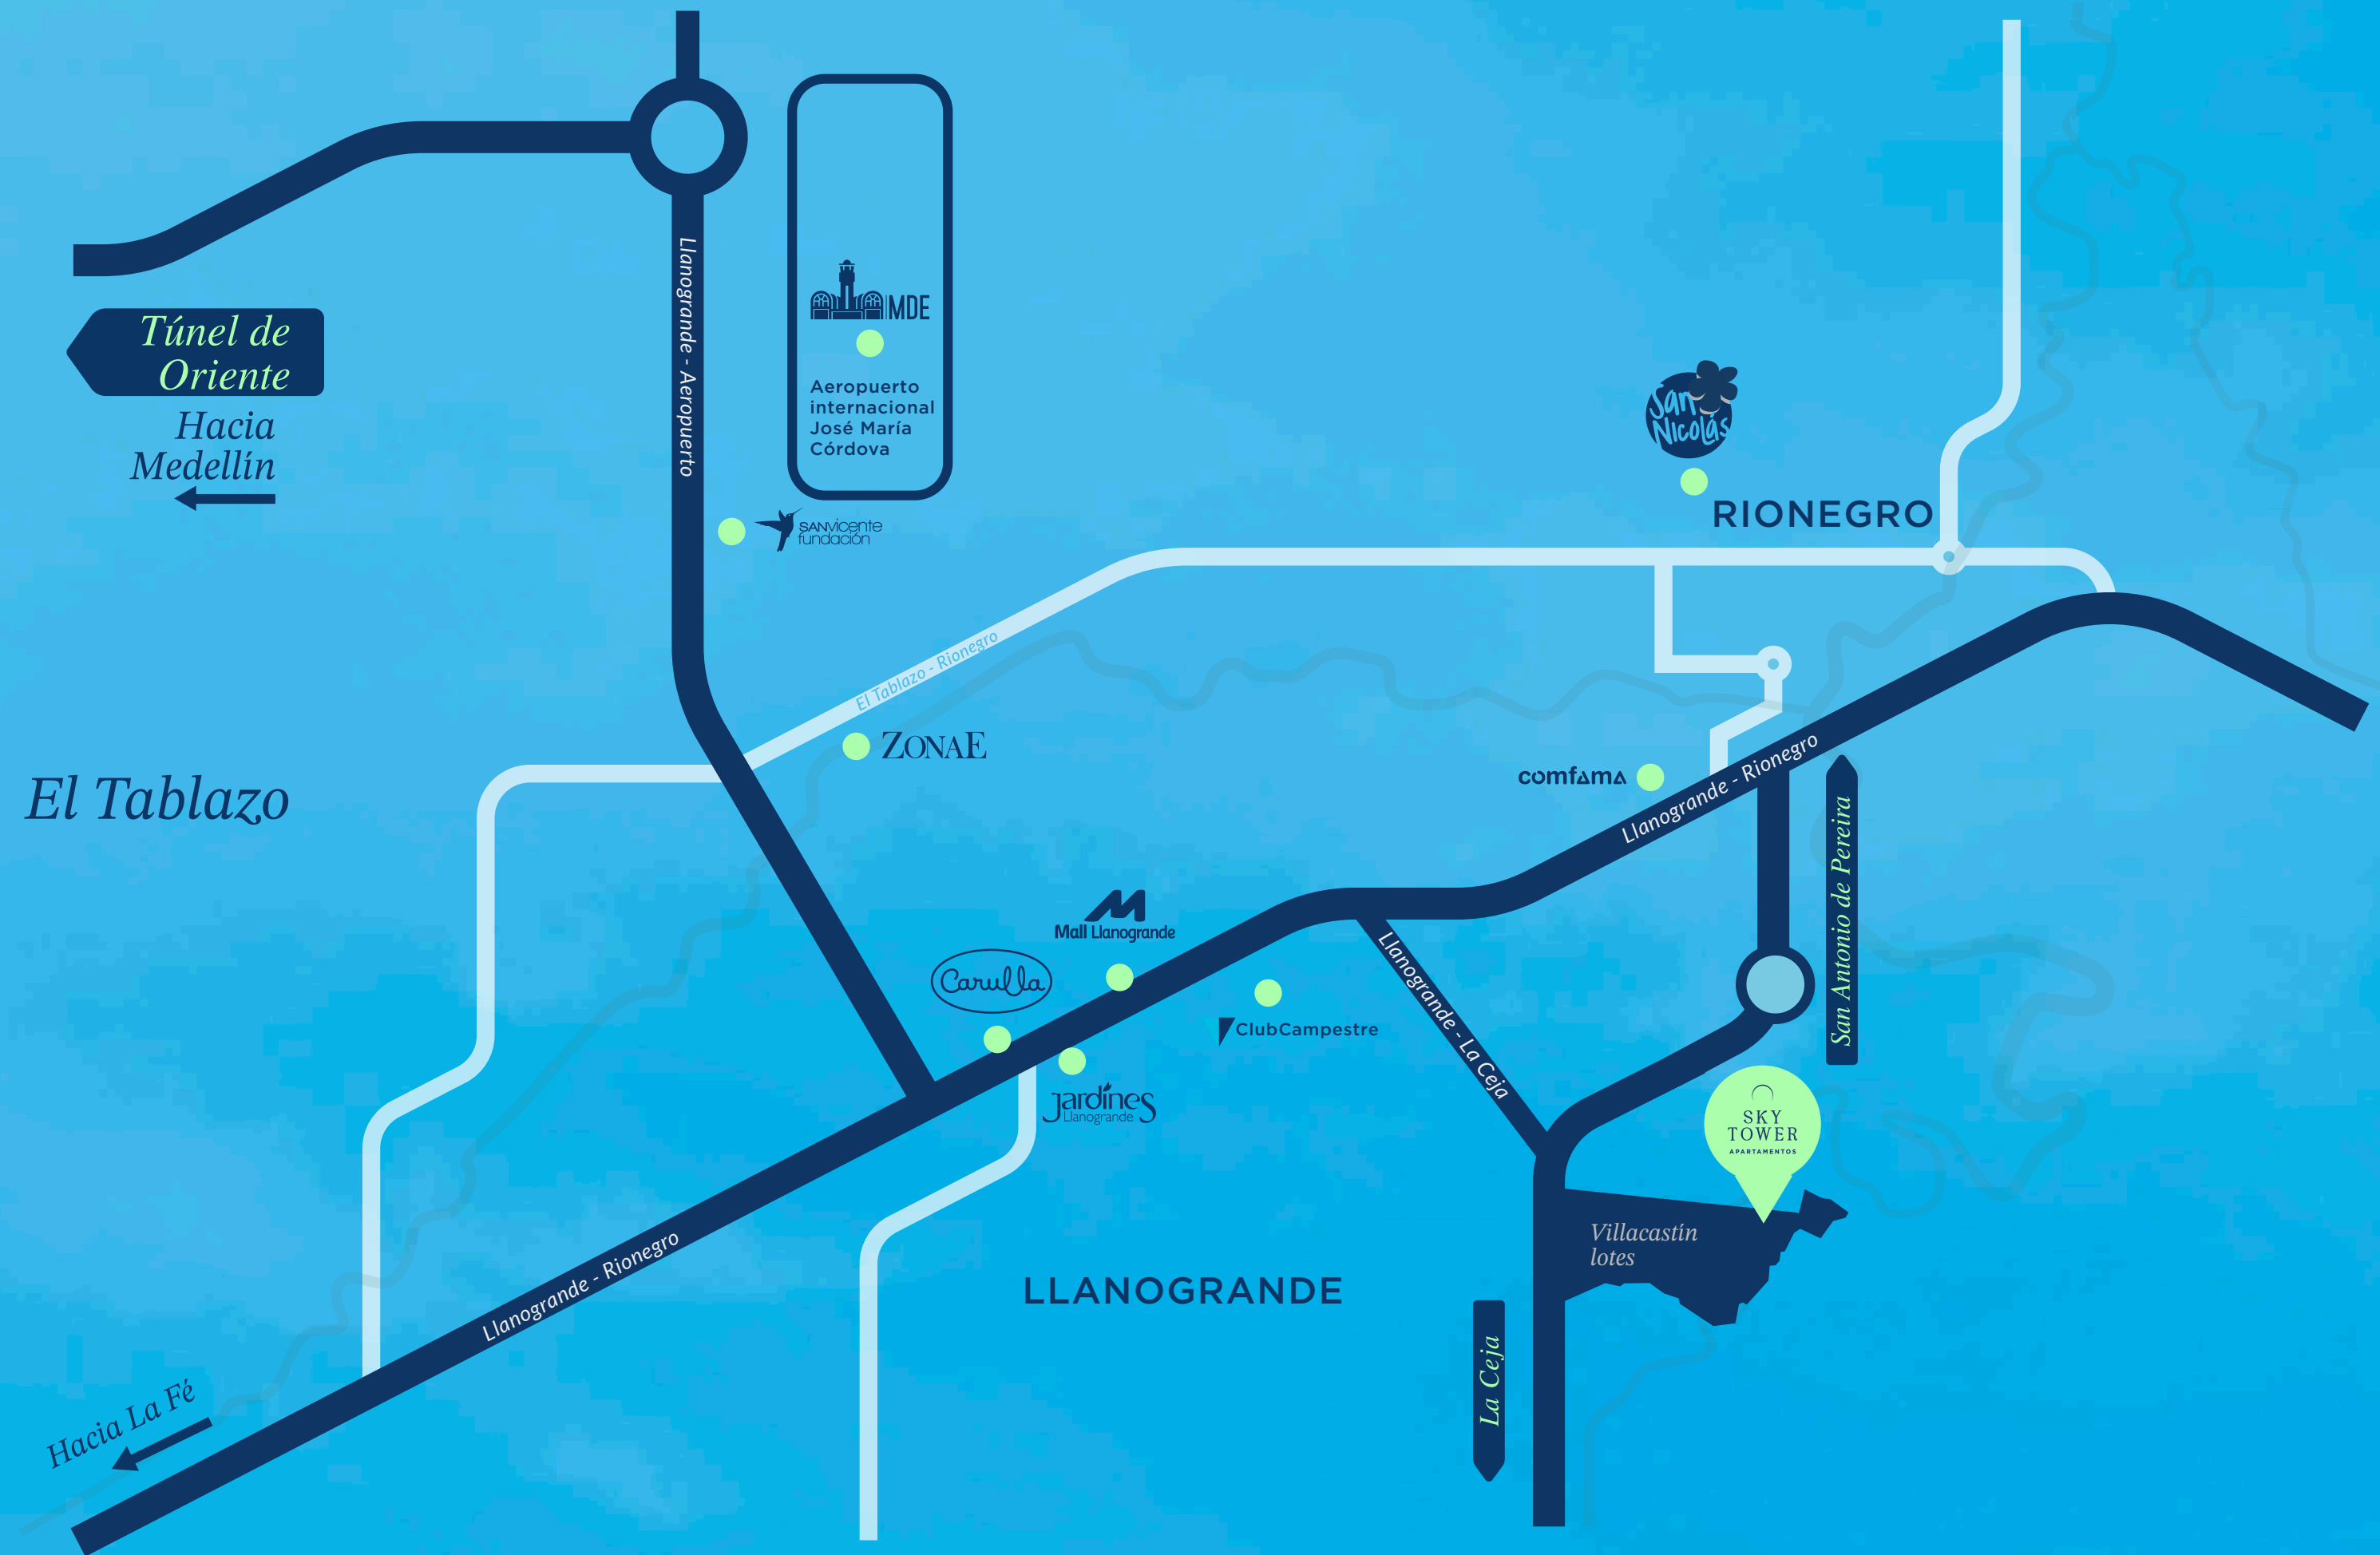 Llanogrande - Aeropuerto
MDE
Aeropuerto
internacional
José María
Córdova
Túnel de
Oriente
Hacia
Medellín
San
Nicolás
RIONEGRO
SANvicente
fundación
El Tablazo - Rionegro
ZONAE
El Tablazo
comfama
Llanogrande - Rionegro
San Antonio de Pereira
Mall Llanogrande
Carulla
ClubCampestre
Llanogrande - La Ceja
Jardines
Llanogrande
SKY
TOWER
APARTAMENTOS
Villacastín
lotes
Llanogrande - Rionegro
LLANOGRANDE
La Ceja
Hacia La Fé